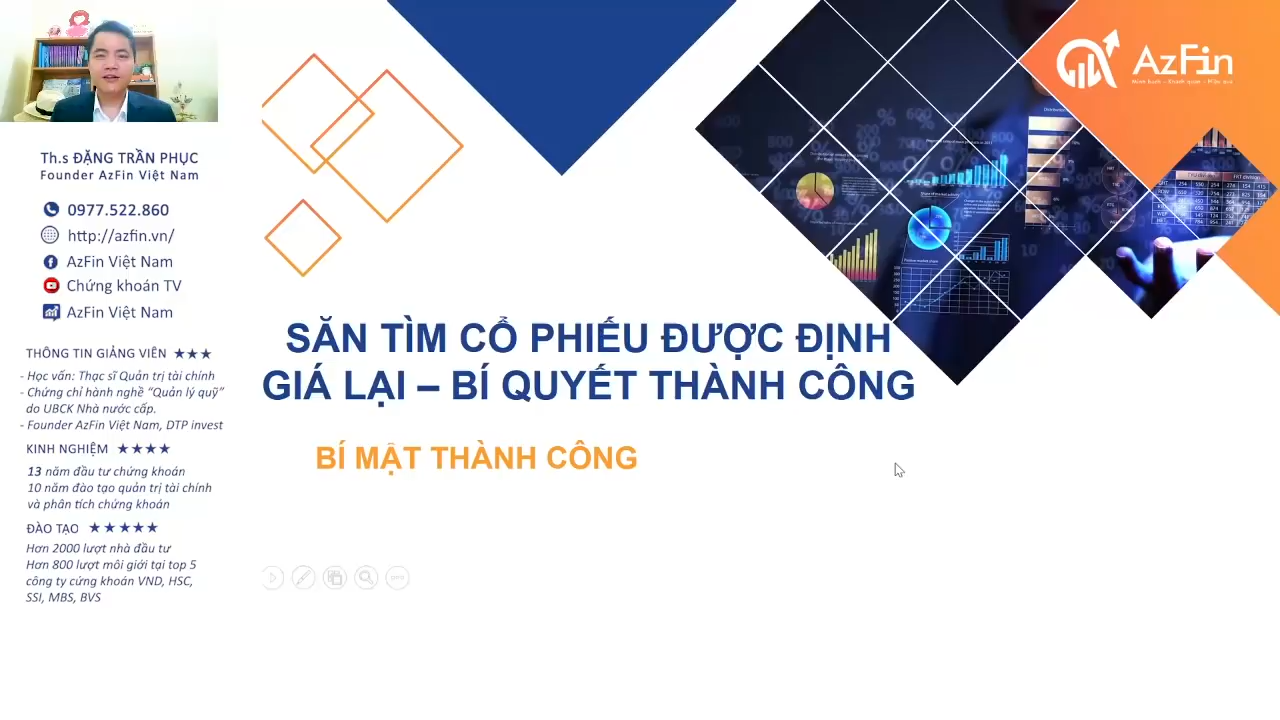 Th.s ĐẶNG TRẦN PHỤC
Founder AzFin Việt Nam
0977.522.860
http://azfin.vn/
AzFin Việt Nam
Chứng khoán TV
AzFin Việt Nam
THÔNG TIN GIẢNG VIÊN ★★★
- Học vấn: Thạc sĩ Quản trị tài chính
- Chứng chỉ hành nghề “Quản lý quỹ”
do UBCK Nhà nước cấp.
- Founder AzFin Việt Nam, DTP invest
KINH NGHIỆM ★★★★
13 năm đầu tư chứng khoán
10 năm đào tạo quản trị tài chính
và phân tích chứng khoán
ĐÀO TẠO ★★★★★
Hơn 2000 lượt nhà đầu tư
Hơn 800 lượt môi giới tại top 5
công ty cứng khoán VND, HSC,
SSI, MBS, BVS
AzFin
SĂN TÌM CỔ PHIẾU ĐƯỢC ĐỊNH
GIÁ LẠI – BÍ QUYẾT THÀNH CÔNG
BÍ MẬT THÀNH CÔNG